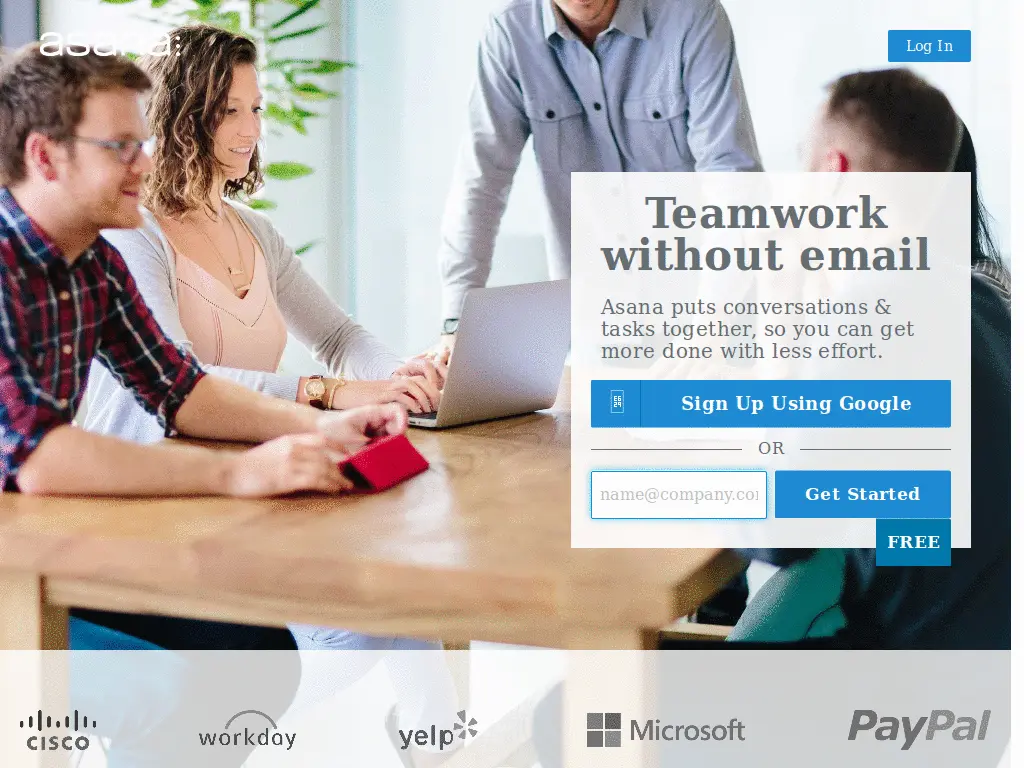 asana:
Log In
Teamwork
without email
Asana puts conversations &
tasks together, so you can get
more done with less effort.
Sign Up Using Google
OR
name@company.co
Get Started
FREE
CISCO
workday
yelp
Microsoft
PayPal